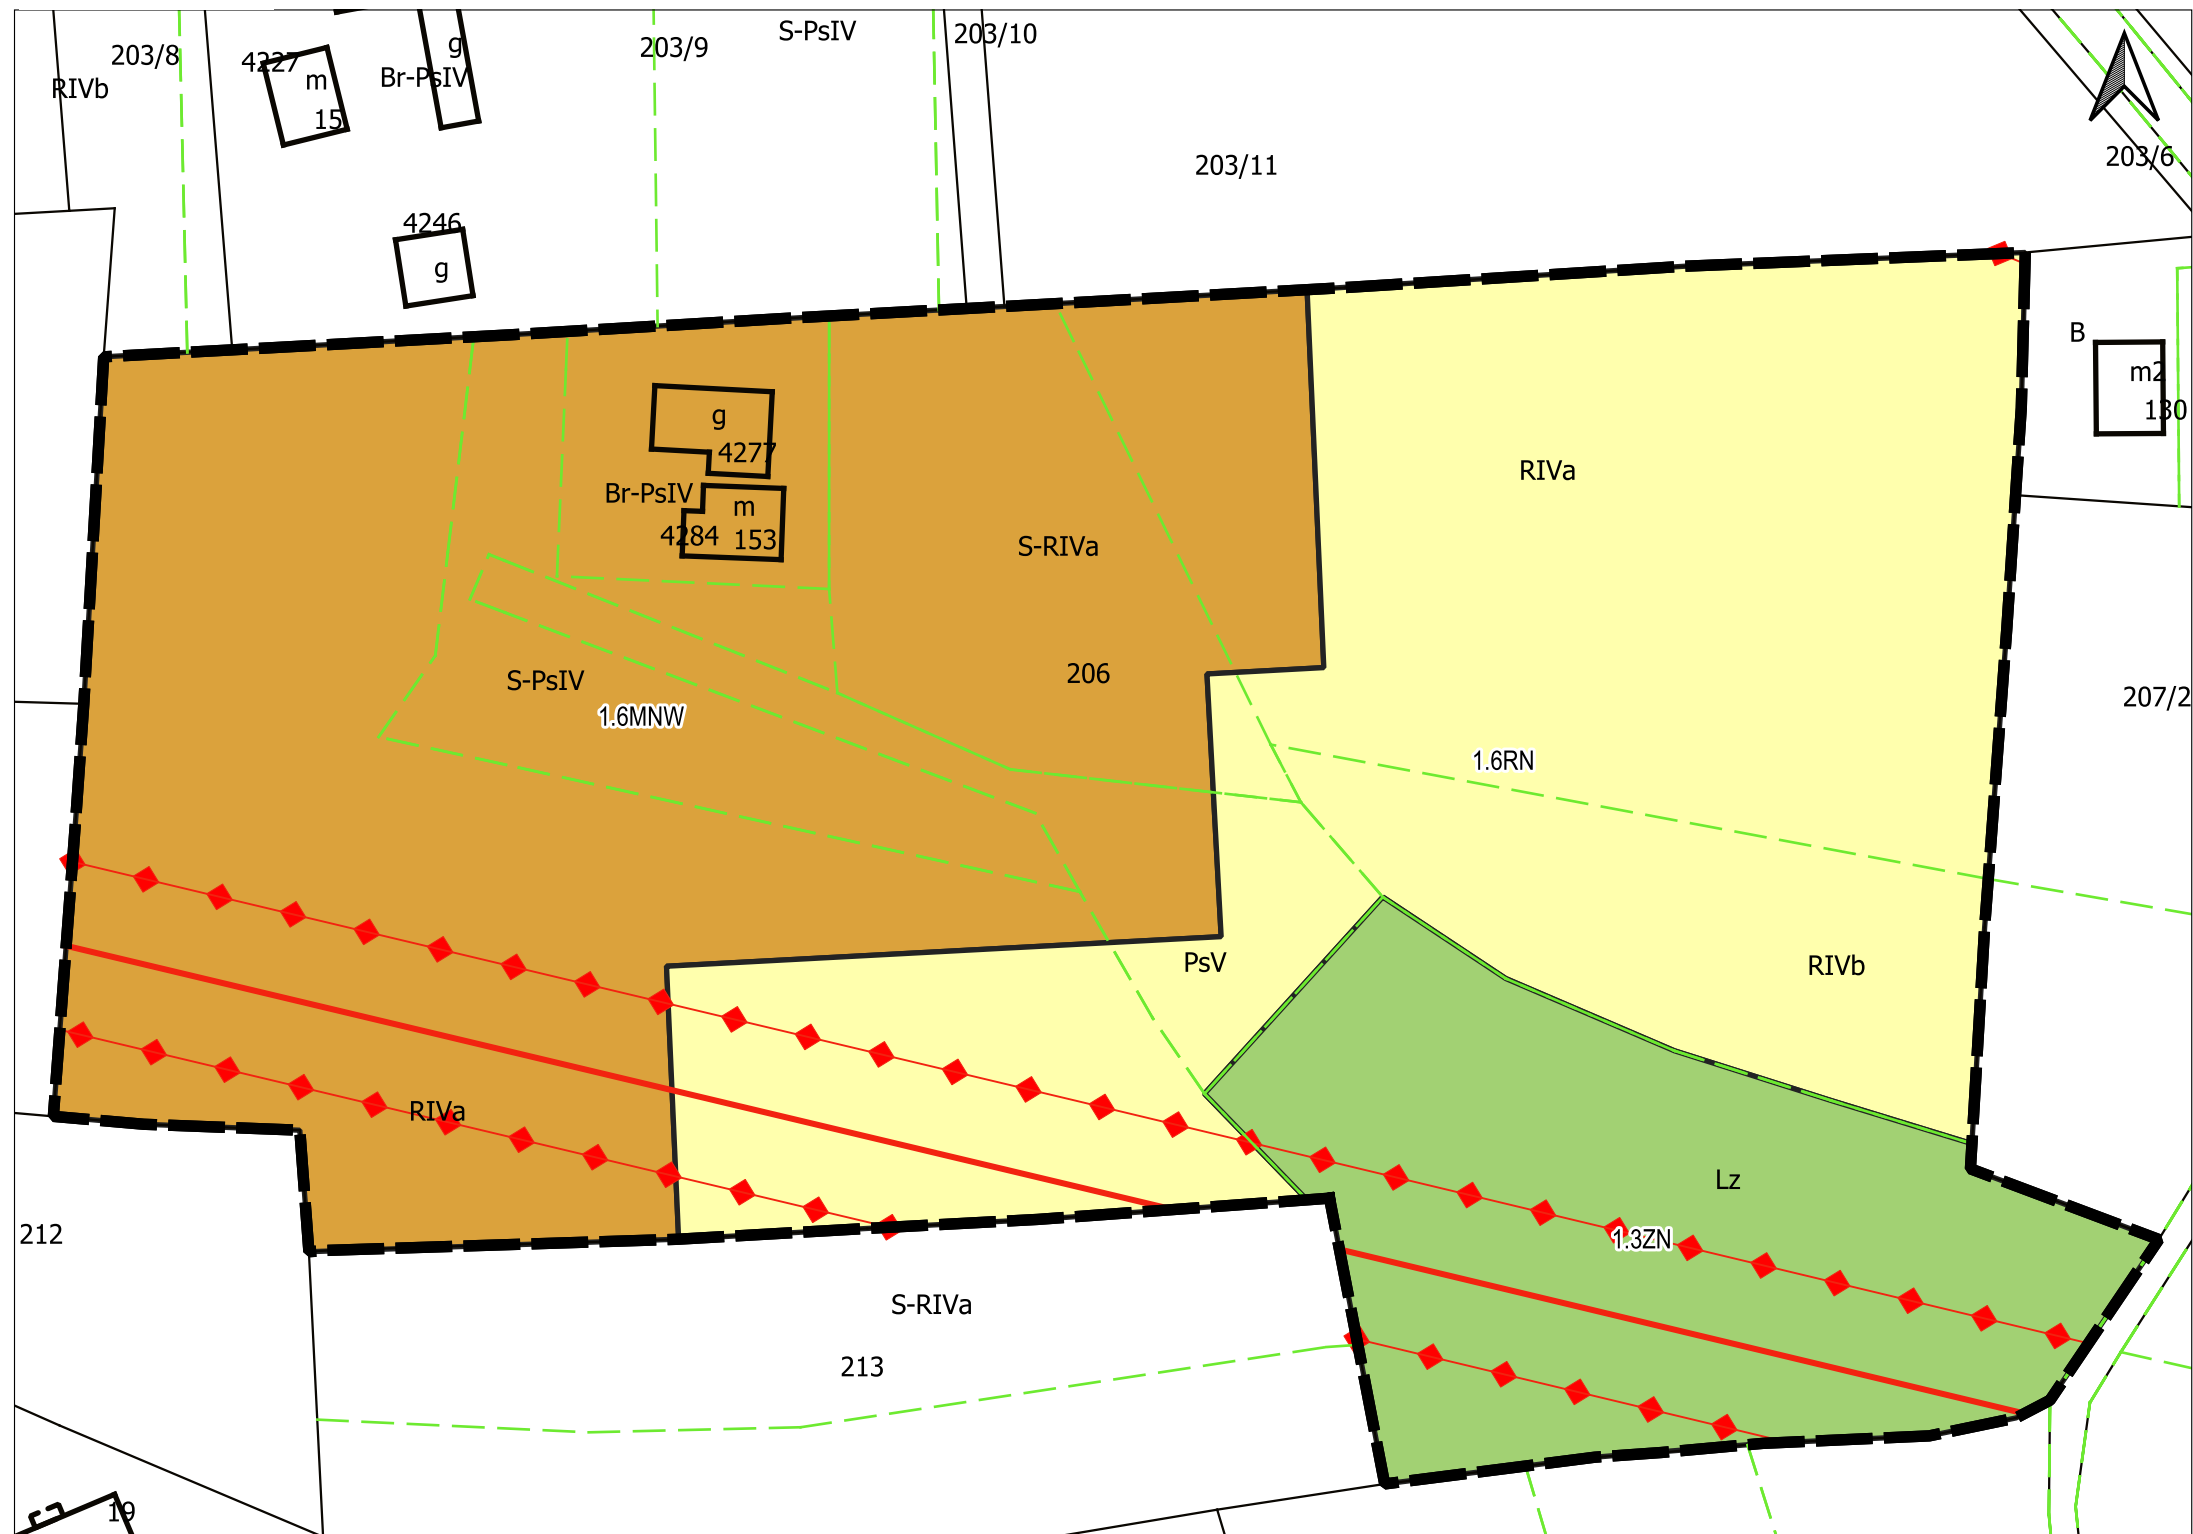 S-PsIV
203/10
203/8
4227
g
203/9
RIVb
m
Br-PsIV
15
203/11
203/6
4246
g
B
m2
130
g
4277
RIVa
Br-PsIV
m
4284
153
S-RIVa
206
S-PsIV
1.6MNW
207/2
1.6RN
PsV
RIVb
RIVa
Lz
212
1.3ZN
S-RIVa
213
19